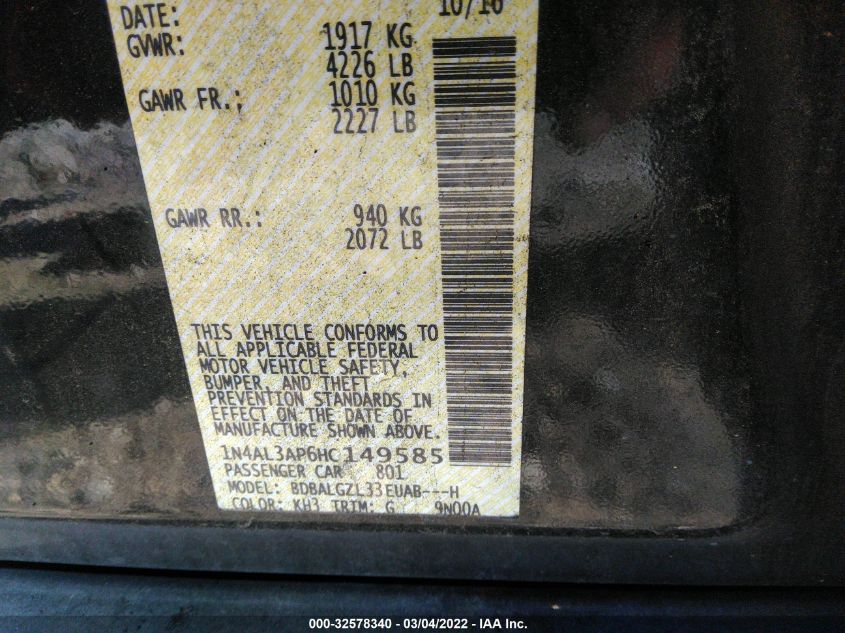 DATE: 10/16
GVWR: 1917 KG
4226 LB
GAWR FR.: 1010 KG
2227 LB
GAWR RR.: 940 KG
2072 LB
THIS VEHICLE CONFORMS TO
ALL APPLICABLE FEDERAL
MOTOR VEHICLE SAFETY,
BUMPER, AND THEFT
PREVENTION STANDARDS IN
EFFECT ON THE DATE OF
MANUFACTURE SHOWN ABOVE.
1N4AL3AP6HC149585
PASSENGER CAR 801
MODEL: BDBALGZL33EUAB---H
COLOR: KH3 TRIM: G 9N00A
000-32578340 - 03/04/2022 - IAA Inc.